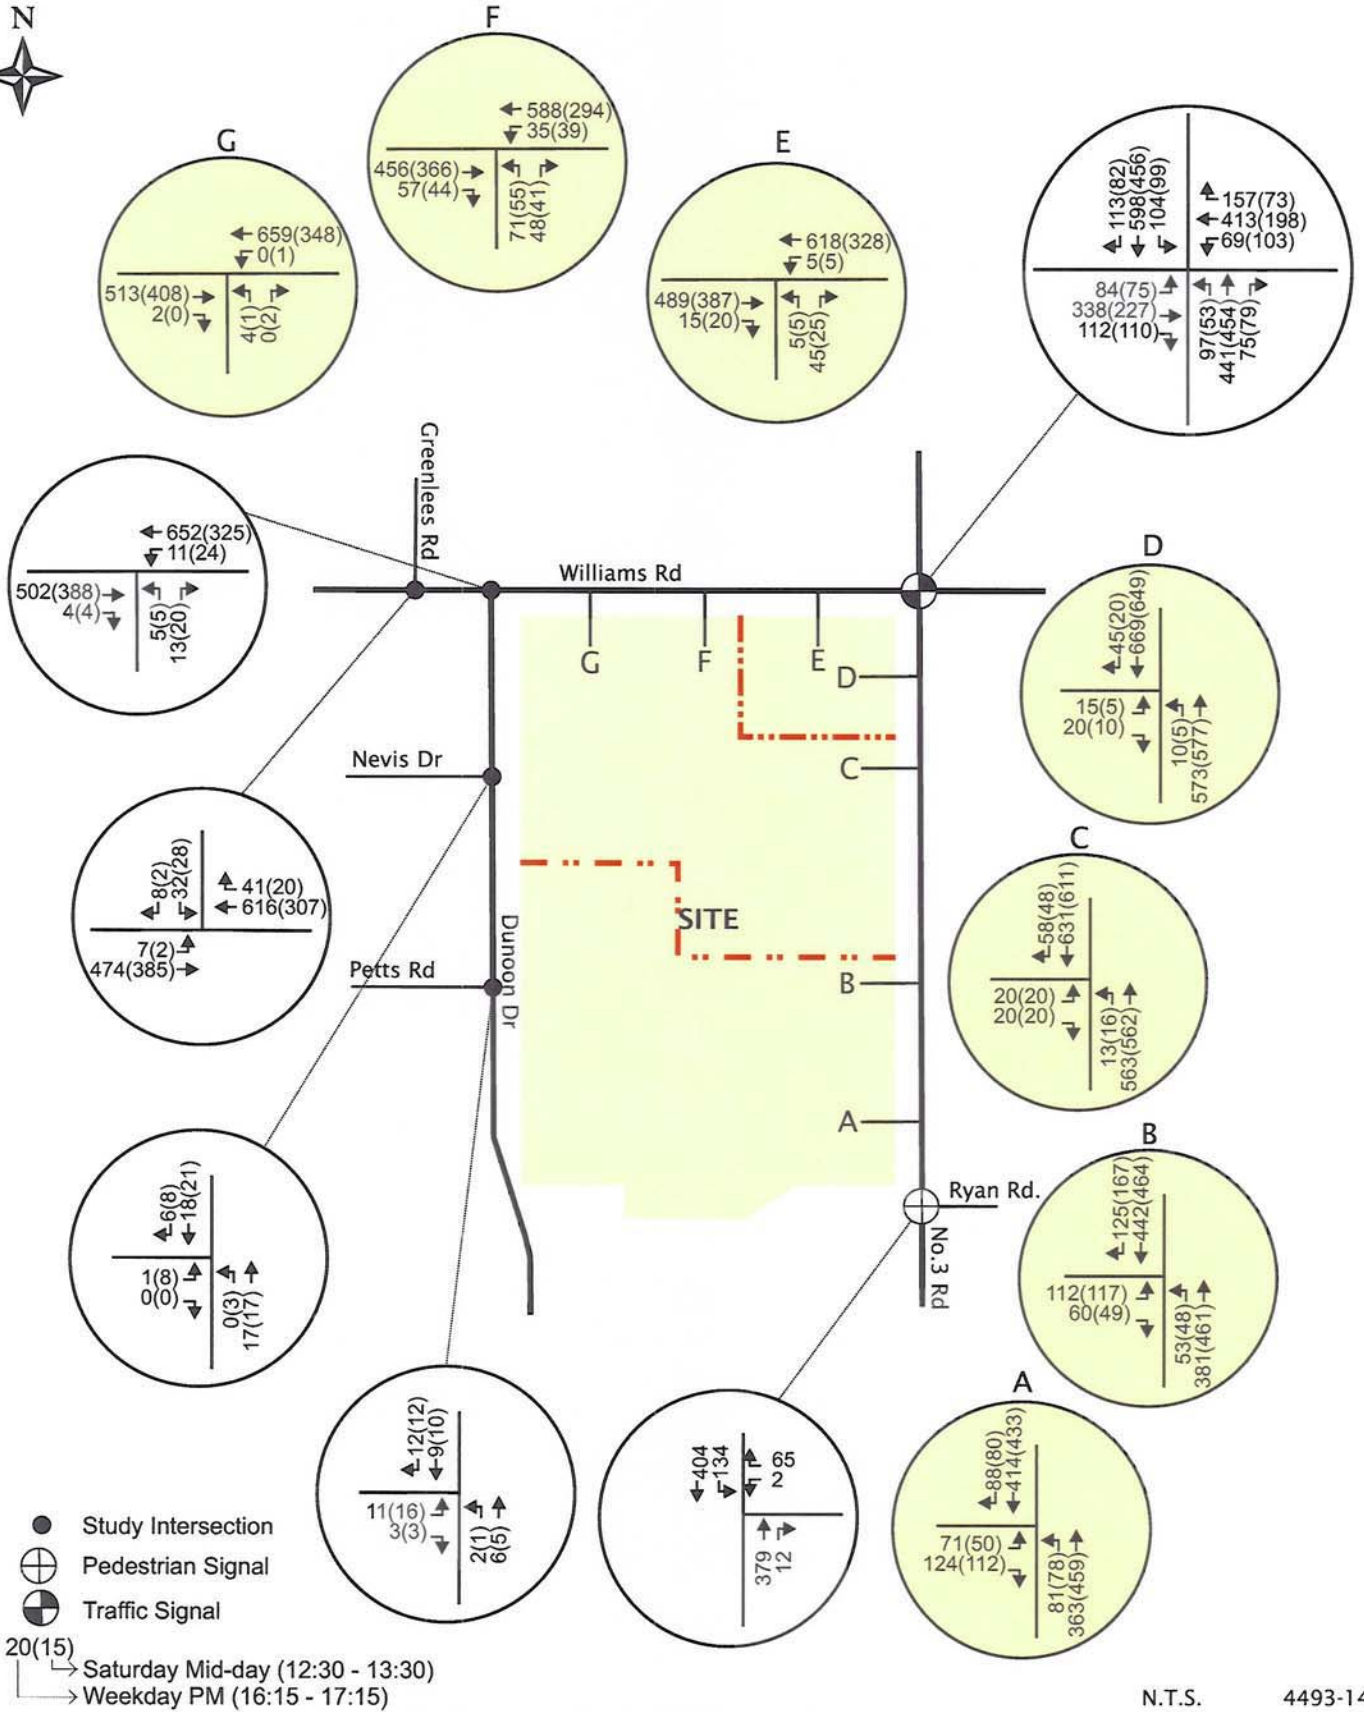 N
F
588(294)
35(39)
456(366)
57(44)
71(55)
48(41)
G
659(348)
0(1)
513(408)
2(0)
4(1)
0(2)
E
618(328)
5(5)
489(387)
15(20)
5(5)
45(25)
113(82)
598(456)
104(99)
157(73)
413(198)
69(103)
84(75)
338(227)
112(110)
97(53)
441(454)
75(79)
652(325)
11(24)
502(388)
4(4)
5(5)
13(20)
Greenlees Rd
Williams Rd
G
F
E
D
C
B
A
Nevis Dr
Petts Rd
Dunoon Dr
SITE
Ryan Rd.
No.3 Rd
D
45(20)
669(649)
15(5)
20(10)
10(5)
573(577)
8(2)
32(28)
41(20)
616(307)
7(2)
474(385)
C
58(48)
631(611)
20(20)
20(20)
13(16)
563(562)
B
125(167)
442(464)
112(117)
60(49)
53(48)
381(461)
6(8)
18(21)
1(8)
0(0)
0(3)
17(17)
12(12)
9(10)
11(16)
3(3)
2(1)
6(5)
404
134
65
2
379
12
A
88(80)
414(433)
71(50)
124(112)
81(78)
363(459)
Study Intersection
Pedestrian Signal
Traffic Signal
20(15)
Saturday Mid-day (12:30 - 13:30)
Weekday PM (16:15 - 17:15)
N.T.S. 4493-14